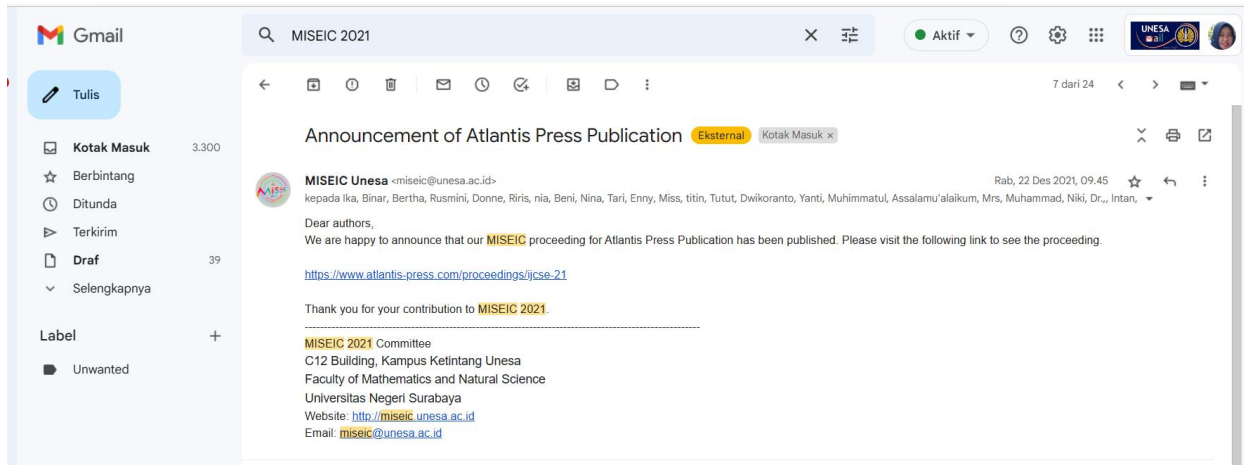 Gmail
MISEIC 2021
Aktif
UNESA
mail
Tulis
7 dari 24
Announcement of Atlantis Press Publication Eksternal Kotak Masuk ×
Kotak Masuk 3.300
Berbintang
Ditunda
Terkirim
Draf 39
Selengkapnya
Label +
Unwanted
MISEIC Unesa <miseic@unesa.ac.id> Rab, 22 Des 2021, 09.45
kepada Ika, Binar, Bertha, Rusmini, Donne, Riris, nia, Beni, Nina, Tari, Enny, Miss, titin, Tutut, Dwikoranto, Yanti, Muhimmatul, Assalamu'alaikum, Mrs, Muhammad, Niki, Dr.,, Intan,
Dear authors,
We are happy to announce that our MISEIC proceeding for Atlantis Press Publication has been published. Please visit the following link to see the proceeding.
https://www.atlantis-press.com/proceedings/ijcse-21
Thank you for your contribution to MISEIC 2021.
MISEIC 2021 Committee
C12 Building, Kampus Ketintang Unesa
Faculty of Mathematics and Natural Science
Universitas Negeri Surabaya
Website: http://miseic.unesa.ac.id
Email: miseic@unesa.ac.id